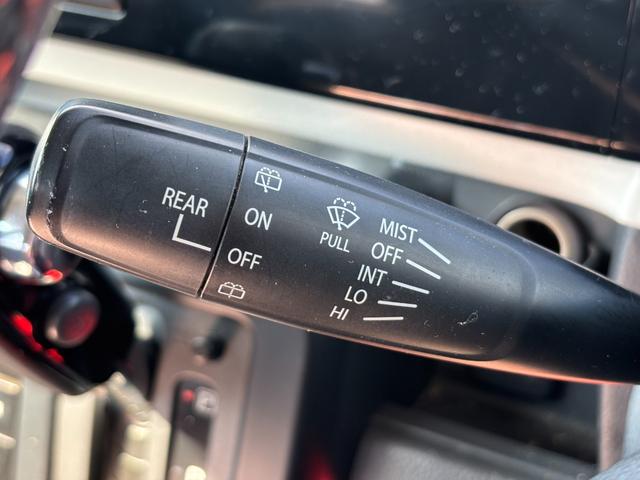 REAR
ON
OFF
PULL
MIST
OFF
INT
LO
HI